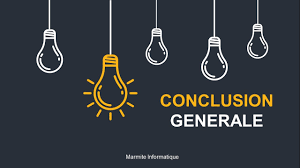 CONCLUSION
GENERALE
Marmite Informatique